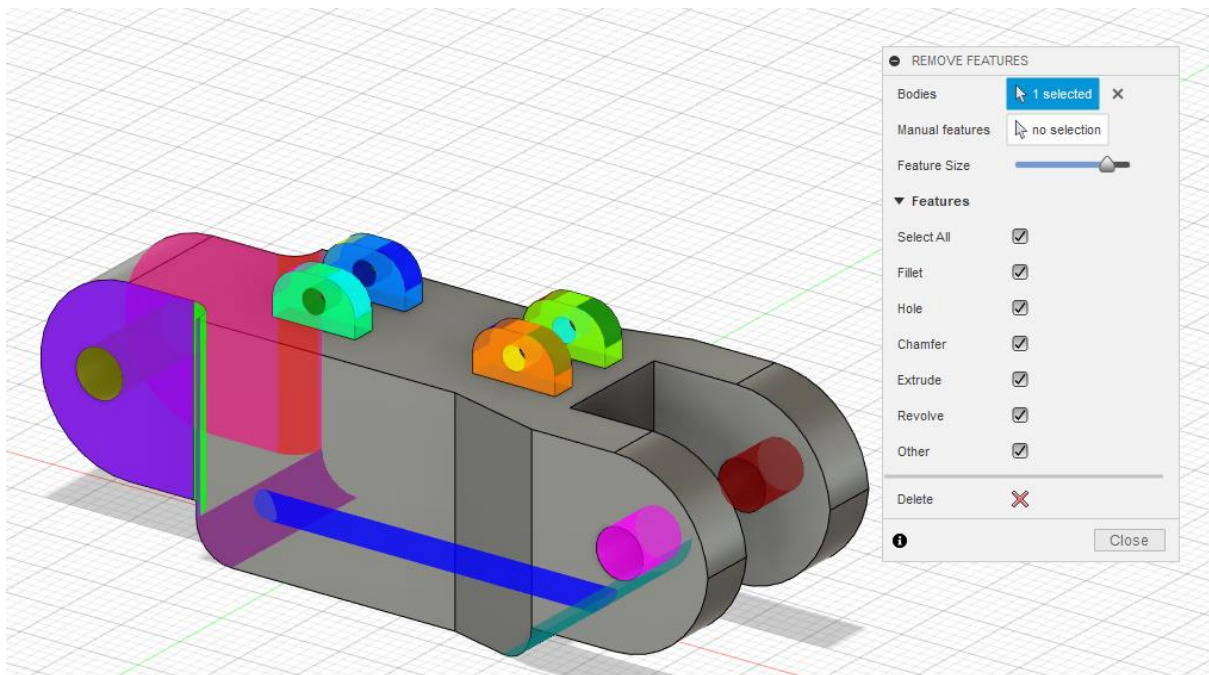 REMOVE FEATURES
Bodies 1 selected
Manual features no selection
Feature Size
Features
Select All
Fillet
Hole
Chamfer
Extrude
Revolve
Other
Delete
Close